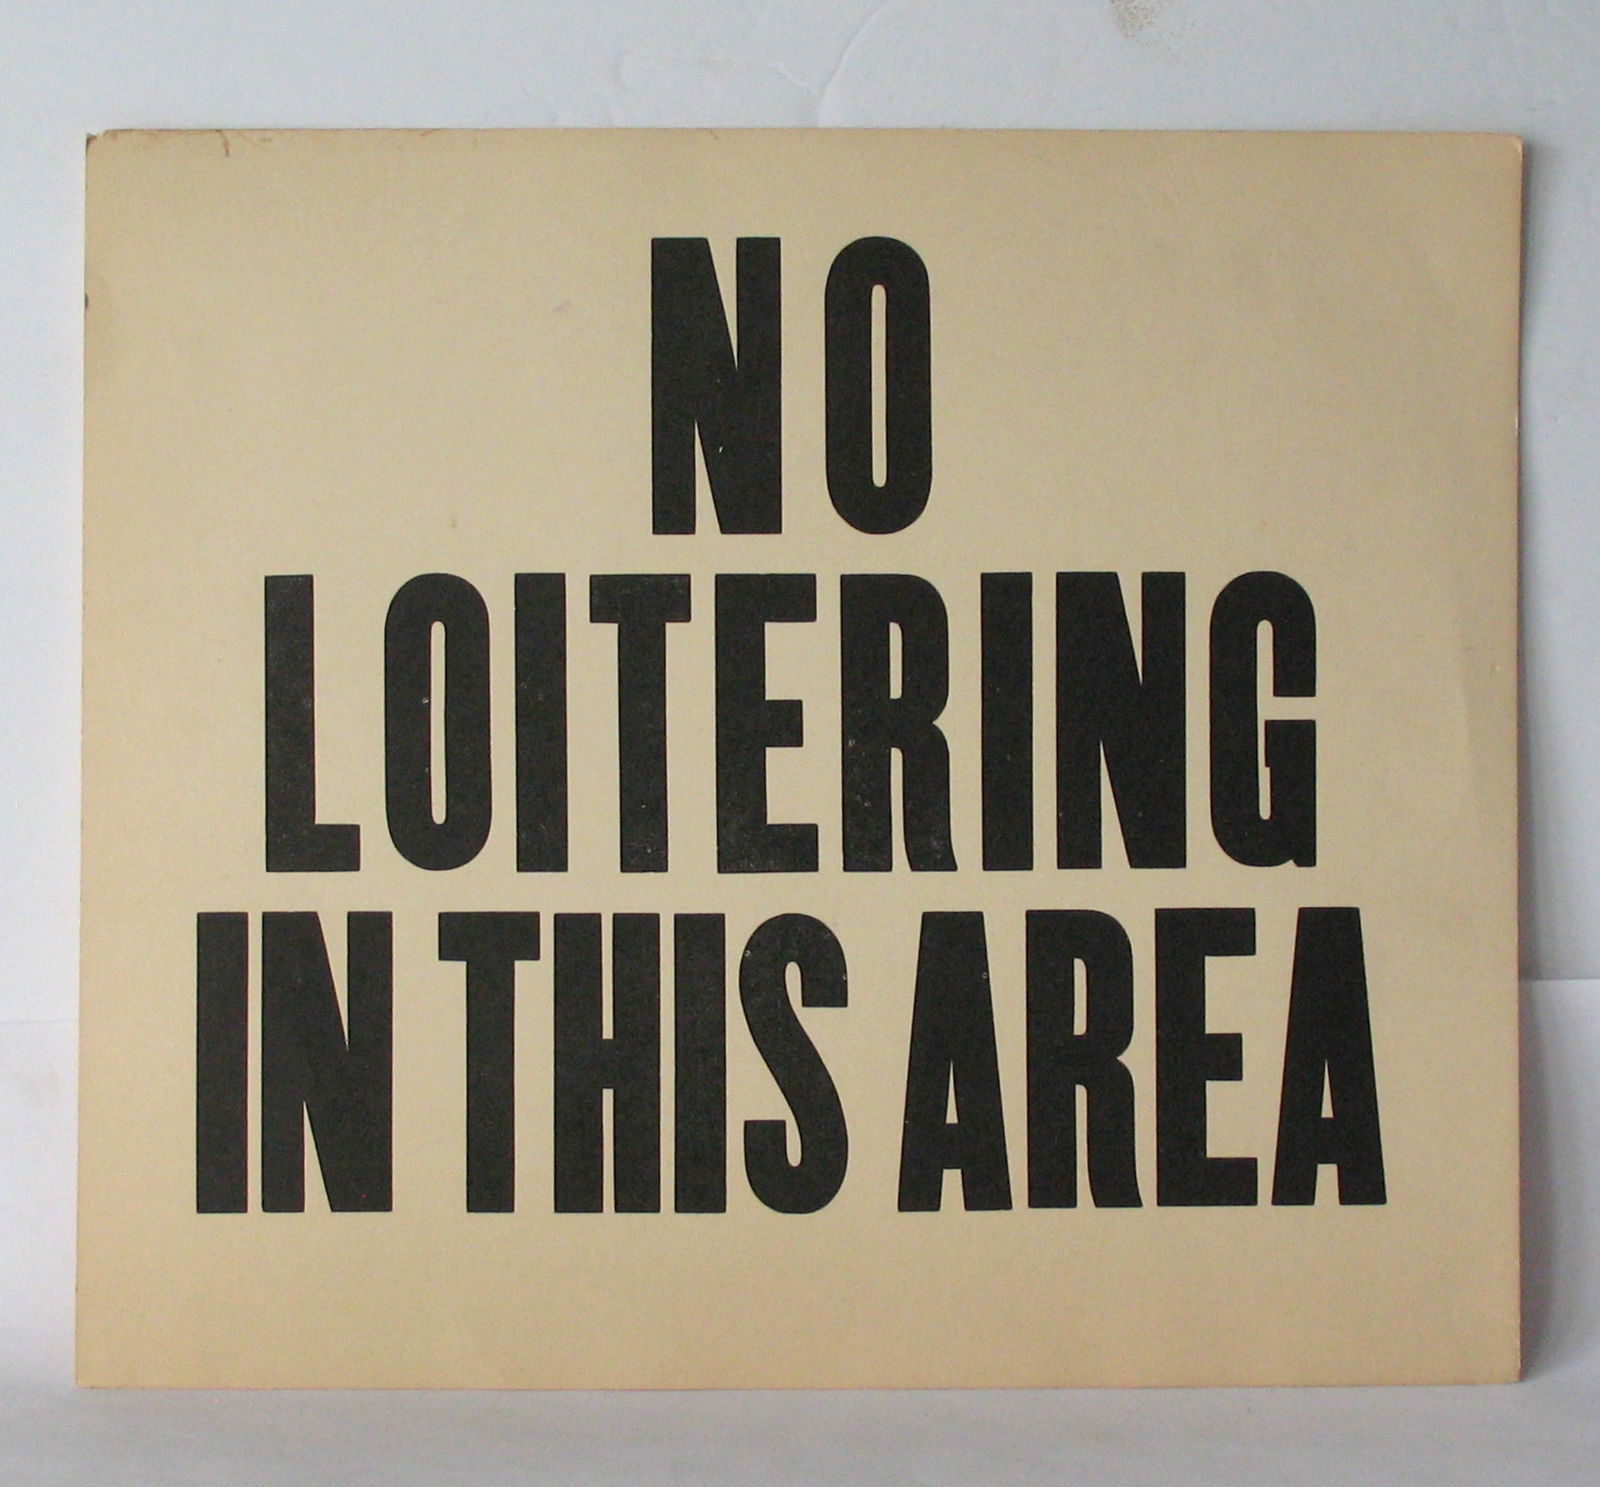 NO
LOITERING
IN THIS AREA